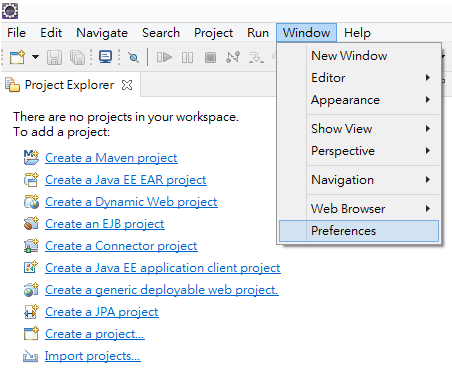 File Edit Navigate Search Project Run Window Help
Project Explorer
There are no projects in your workspace.
To add a project:
Create a Maven project
Create a Java EE EAR project
Create a Dynamic Web project
Create an EJB project
Create a Connector project
Create a Java EE application client project
Create a generic deployable web project.
Create a JPA project
Create a project...
Import projects...
New Window
Editor
Appearance
Show View
Perspective
Navigation
Web Browser
Preferences